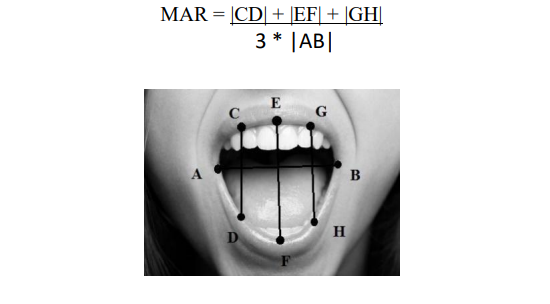 MAR = |CD| + |EF| + |GH|
3 * |AB|
C E G
A B
D H
F